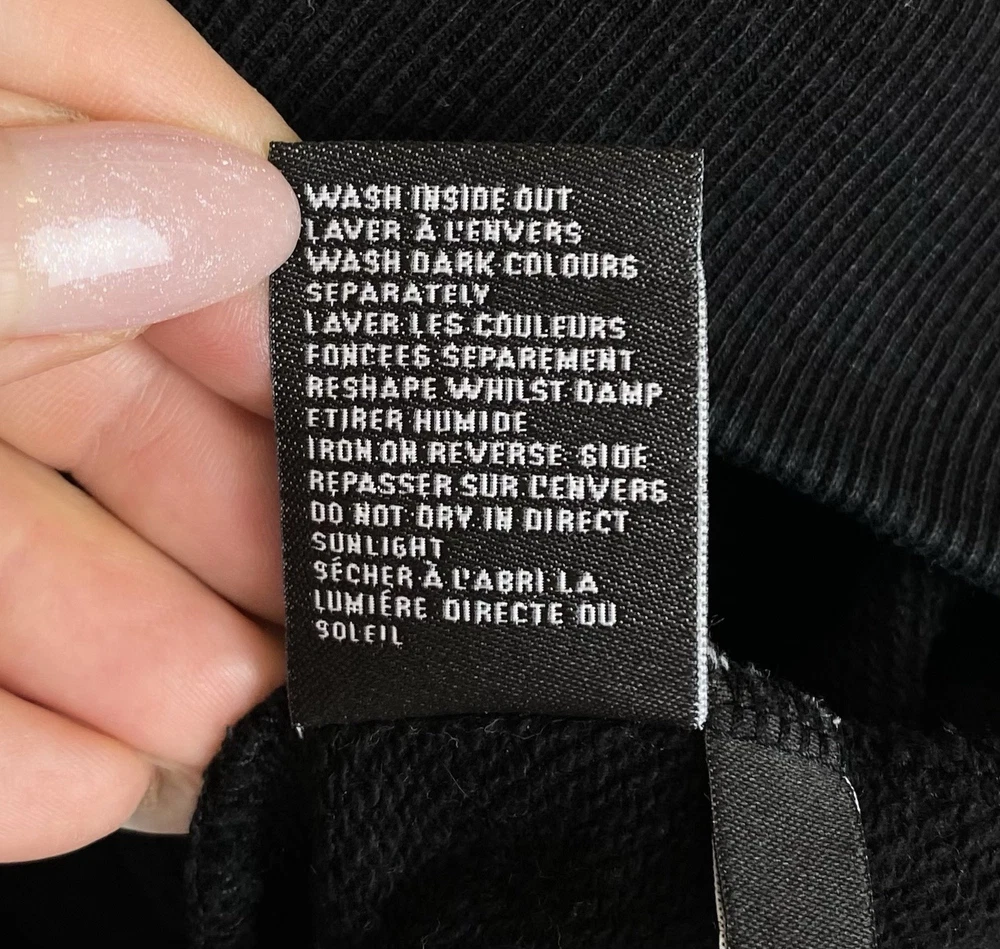 WASH INSIDE OUT
LAVER À L'ENVERS
WASH DARK COLOURS
SEPARATELY
LAVER LES COULEURS
FONCEES SEPAREMENT
RESHAPE WHILST DAMP
ETIRER HUMIDE
IRON ON REVERSE SIDE
REPASSER SUR L'ENVERS
DO NOT DRY IN DIRECT
SUNLIGHT
SÉCHER À L'ABRI LA
LUMIÉRE DIRECTE DU
SOLEIL